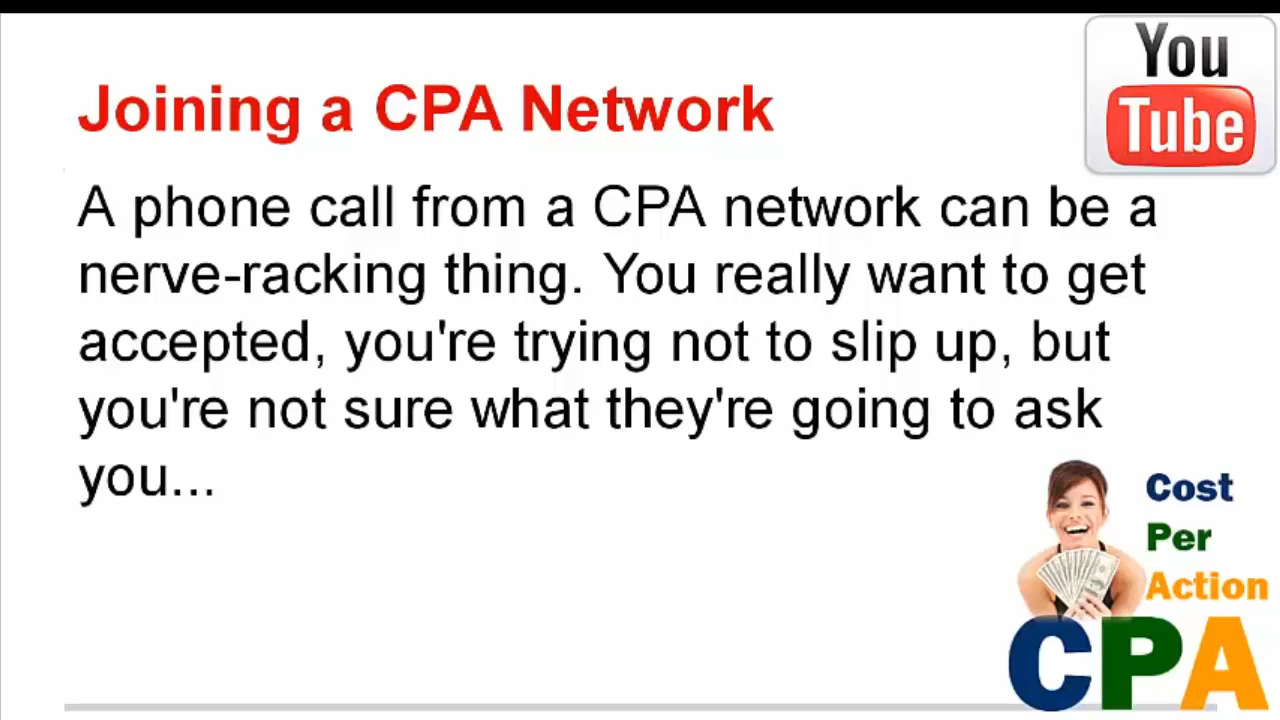 Joining a CPA Network
You
Tube
A phone call from a CPA network can be a
nerve-racking thing. You really want to get
accepted, you're trying not to slip up, but
you're not sure what they're going to ask
you...
Cost
Per
Action
CPA